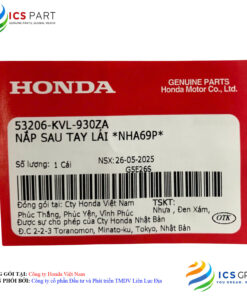 ICS PART
HONDA
GENUINE PARTS
Honda Motor Co., Ltd.
53206-KVL-930ZA
NẮP SAU TAY LÁI *NHA69P*
Số lượng: 1 Cái
NSX: 26-05-2025
G5E26S
Đóng gói tại: Cty Honda Việt Nam
Phúc Thắng, Phúc Yên, Vĩnh Phúc
Được sự cho phép của Cty Honda Nhật Bản
Đ.C 2-2-3 Toranomon, Minato-ku, Tokyo, Nhật Bản.
TSKT:
Nhựa , Đen Xám,
OTK
ICS
GR
GÓI TẠI: Công ty Honda Việt Nam
PHỐI BỞI: Công ty cổ phần Đầu tư và Phát triển TMDV Liên Lục Địa